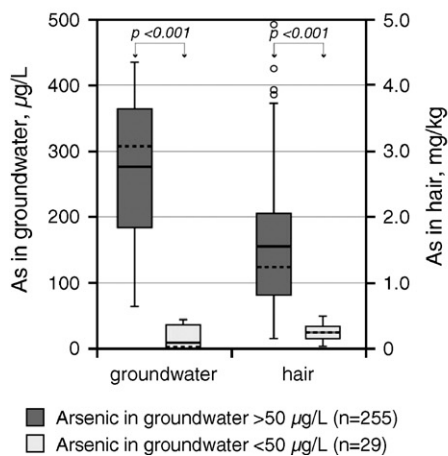 500
400
300
200
100
0
As in groundwater, µg/L
p <0.001
p <0.001
5.0
4.0
3.0
2.0
1.0
0
As in hair, mg/kg
groundwater
hair
Arsenic in groundwater >50 µg/L (n=255)
Arsenic in groundwater <50 µg/L (n=29)